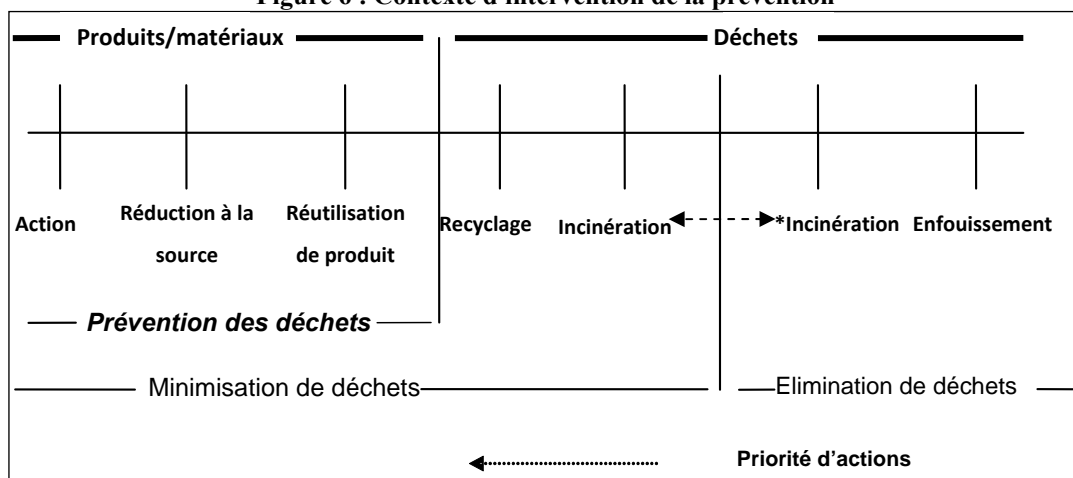 Figure 6 : Contexte d'intervention de la prévention
Produits/matériaux
Déchets
Action
Réduction à la
source
Réutilisation
de produit
Recyclage
Incinération
*Incinération
Enfouissement
Prévention des déchets
Minimisation de déchets
Elimination de déchets
Priorité d'actions